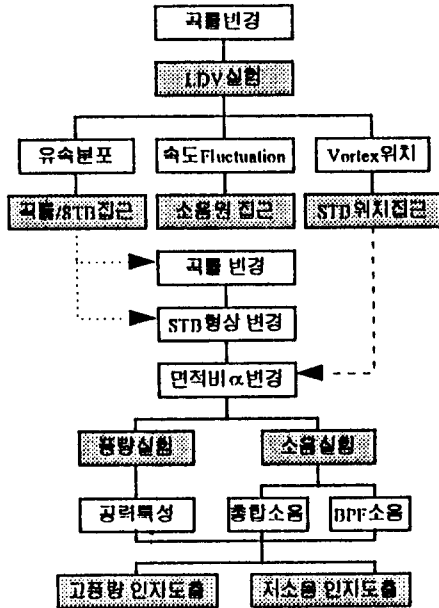 곡률변경
LDV실험
유속분포
속도Fluctuation
Vortex위치
곡률/STB접근
소음원 접근
STB위치접근
곡률 변경
STB형상 변경
면적비α변경
풍량실험
소음실험
공력특성
총합소음
BPF소음
고풍량 인자도출
저소음 인자도출